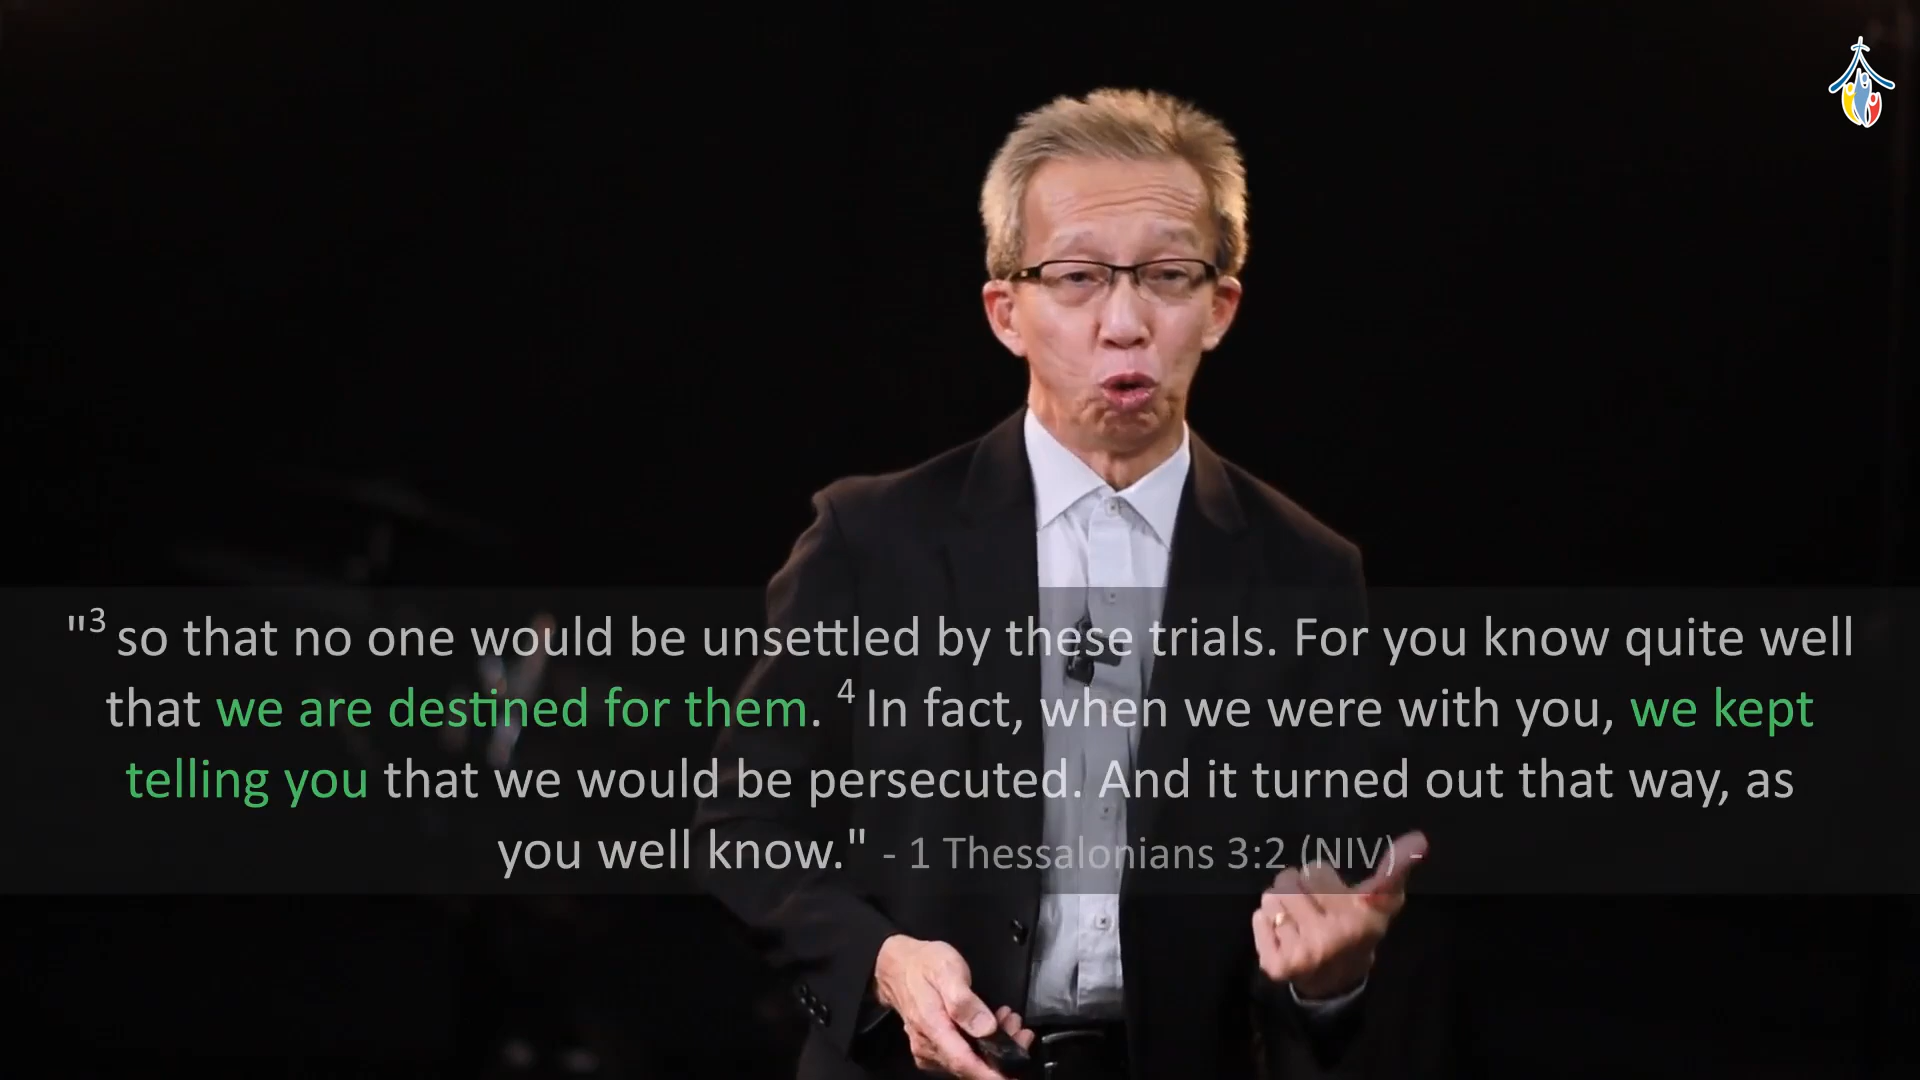 "3 so that no one would be unsettled by these trials. For you know quite well
that we are destined for them. 4 In fact, when we were with you, we kept
telling you that we would be persecuted. And it turned out that way, as
you well know." - 1 Thessalonians 3:2 (NIV) -